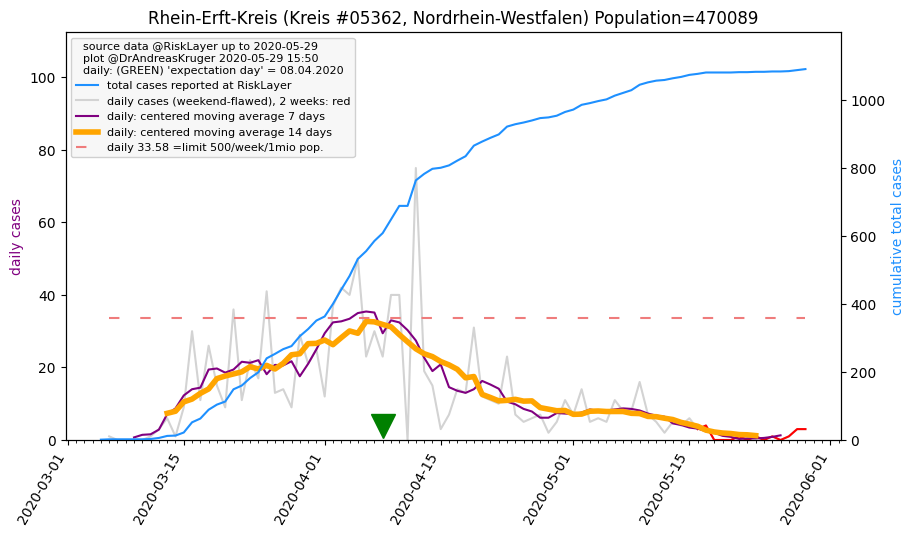 Rhein-Erft-Kreis (Kreis #05362, Nordrhein-Westfalen) Population=470089
source data @RiskLayer up to 2020-05-29
plot @DrAndreasKruger 2020-05-29 15:50
daily: (GREEN) 'expectation day' = 08.04.2020
total cases reported at RiskLayer
daily cases (weekend-flawed), 2 weeks: red
daily: centered moving average 7 days
daily: centered moving average 14 days
daily 33.58 =limit 500/week/1mio pop.
daily cases
100
80
60
40
20
0
cumulative total cases
1000
800
600
400
200
0
2020-03-01
2020-03-15
2020-04-01
2020-04-15
2020-05-01
2020-05-15
2020-06-01